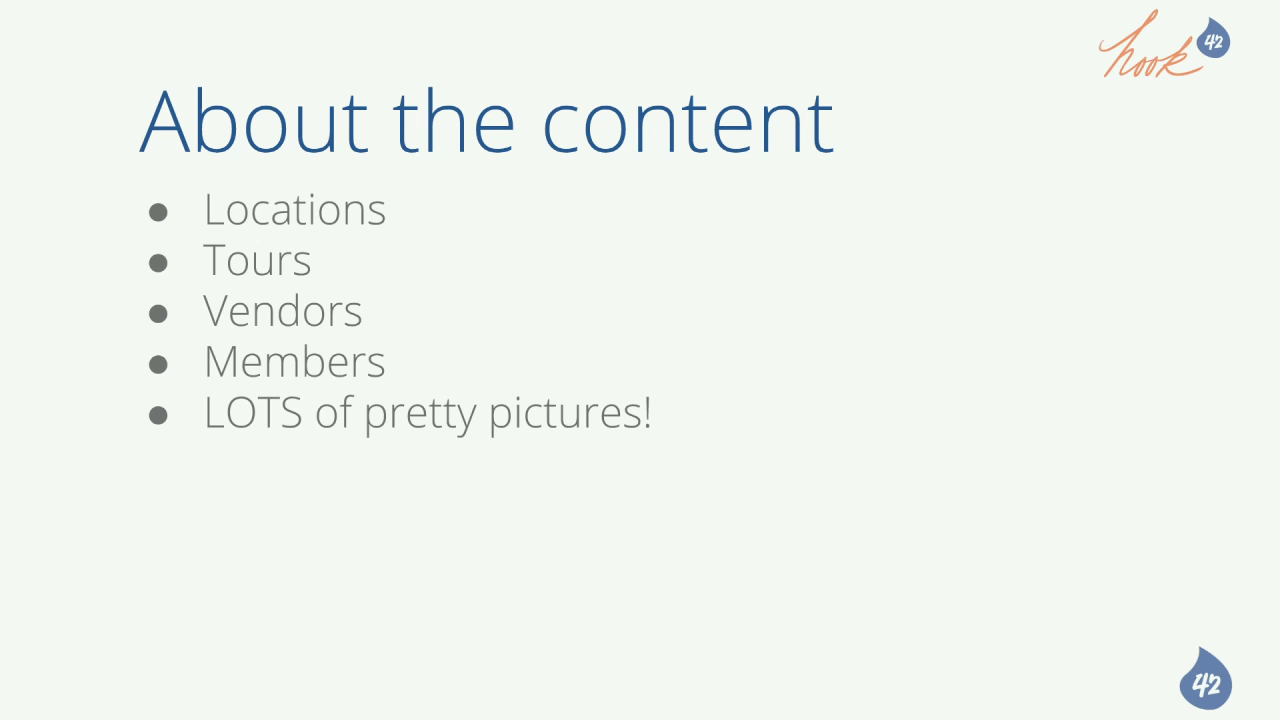 hook 42
About the content
● Locations
● Tours
● Vendors
● Members
● LOTS of pretty pictures!
42